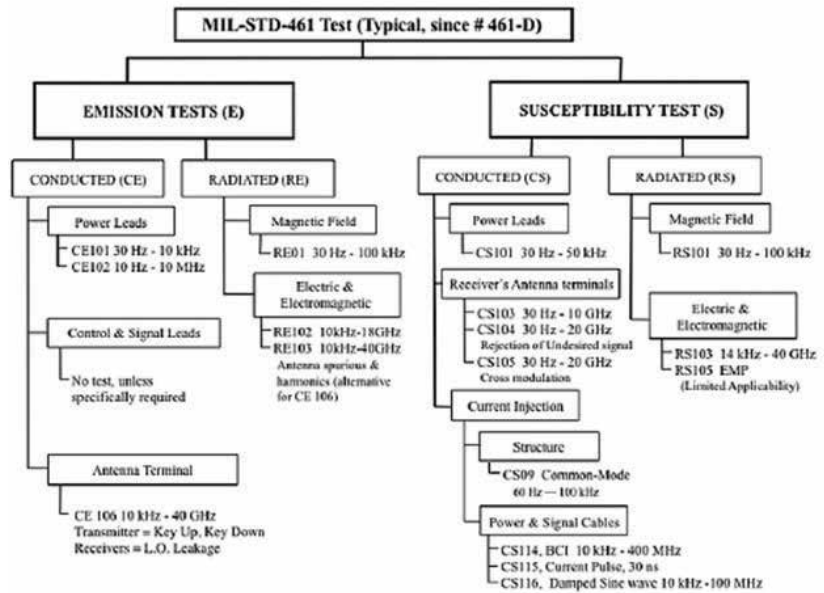 MIL-STD-461 Test (Typical, since # 461-D)
EMISSION TESTS (E)
CONDUCTED (CE)
Power Leads
CE101 30 Hz - 10 kHz
CE102 10 Hz - 10 MHz
Control & Signal Leads
No test, unless
specifically required
Antenna Terminal
CE 106 10 kHz - 40 GHz
Transmitter = Key Up, Key Down
Receivers = L.O. Leakage
RADIATED (RE)
Magnetic Field
RE01 30 Hz - 100 kHz
Electric &
Electromagnetic
RE102 10kHz-18GHz
RE103 10kHz-40GHz
Antenna spurious &
harmonics (alternative
for CE 106)
SUSCEPTIBILITY TEST (S)
CONDUCTED (CS)
Power Leads
CS101 30 Hz - 50 kHz
Receiver's Antenna terminals
CS103 30 Hz - 10 GHz
CS104 30 Hz - 20 GHz
Rejection of Undesired signal
CS105 30 Hz - 20 GHz
Cross modulation
Current Injection
Structure
CS09 Common-Mode
60 Hz — 100 kHz
Power & Signal Cables
CS114, BCI 10 kHz - 400 MHz
CS115, Current Pulse, 30 ns
CS116, Damped Sine wave 10 kHz -100 MHz
RADIATED (RS)
Magnetic Field
RS101 30 Hz - 100 kHz
Electric &
Electromagnetic
RS103 14 kHz - 40 GHz
RS105 EMP
(Limited Applicability)